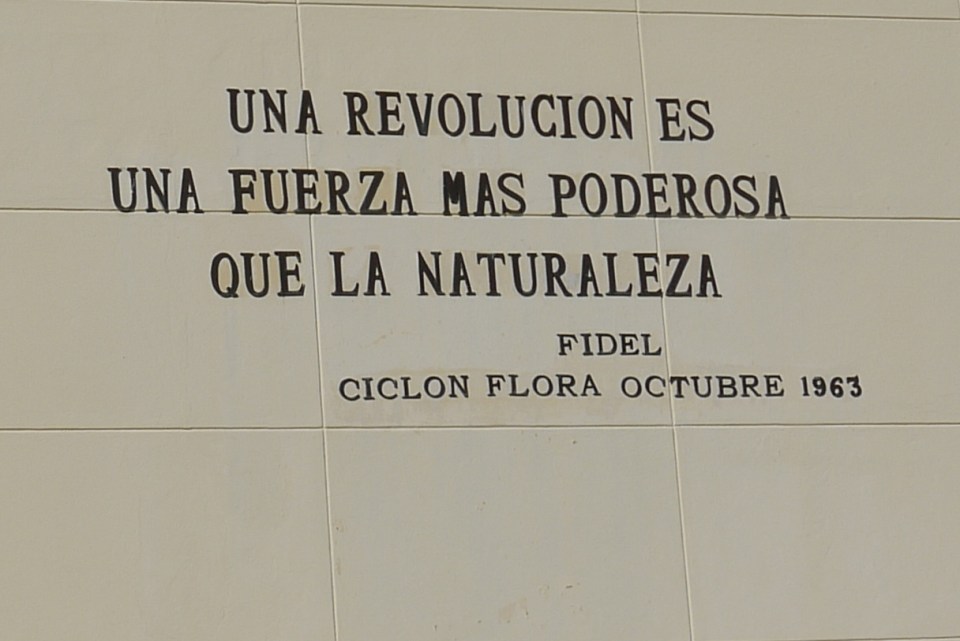 UNA REVOLUCION ES
UNA FUERZA MAS PODEROSA
QUE LA NATURALEZA
FIDEL
CICLON FLORA OCTUBRE 1963